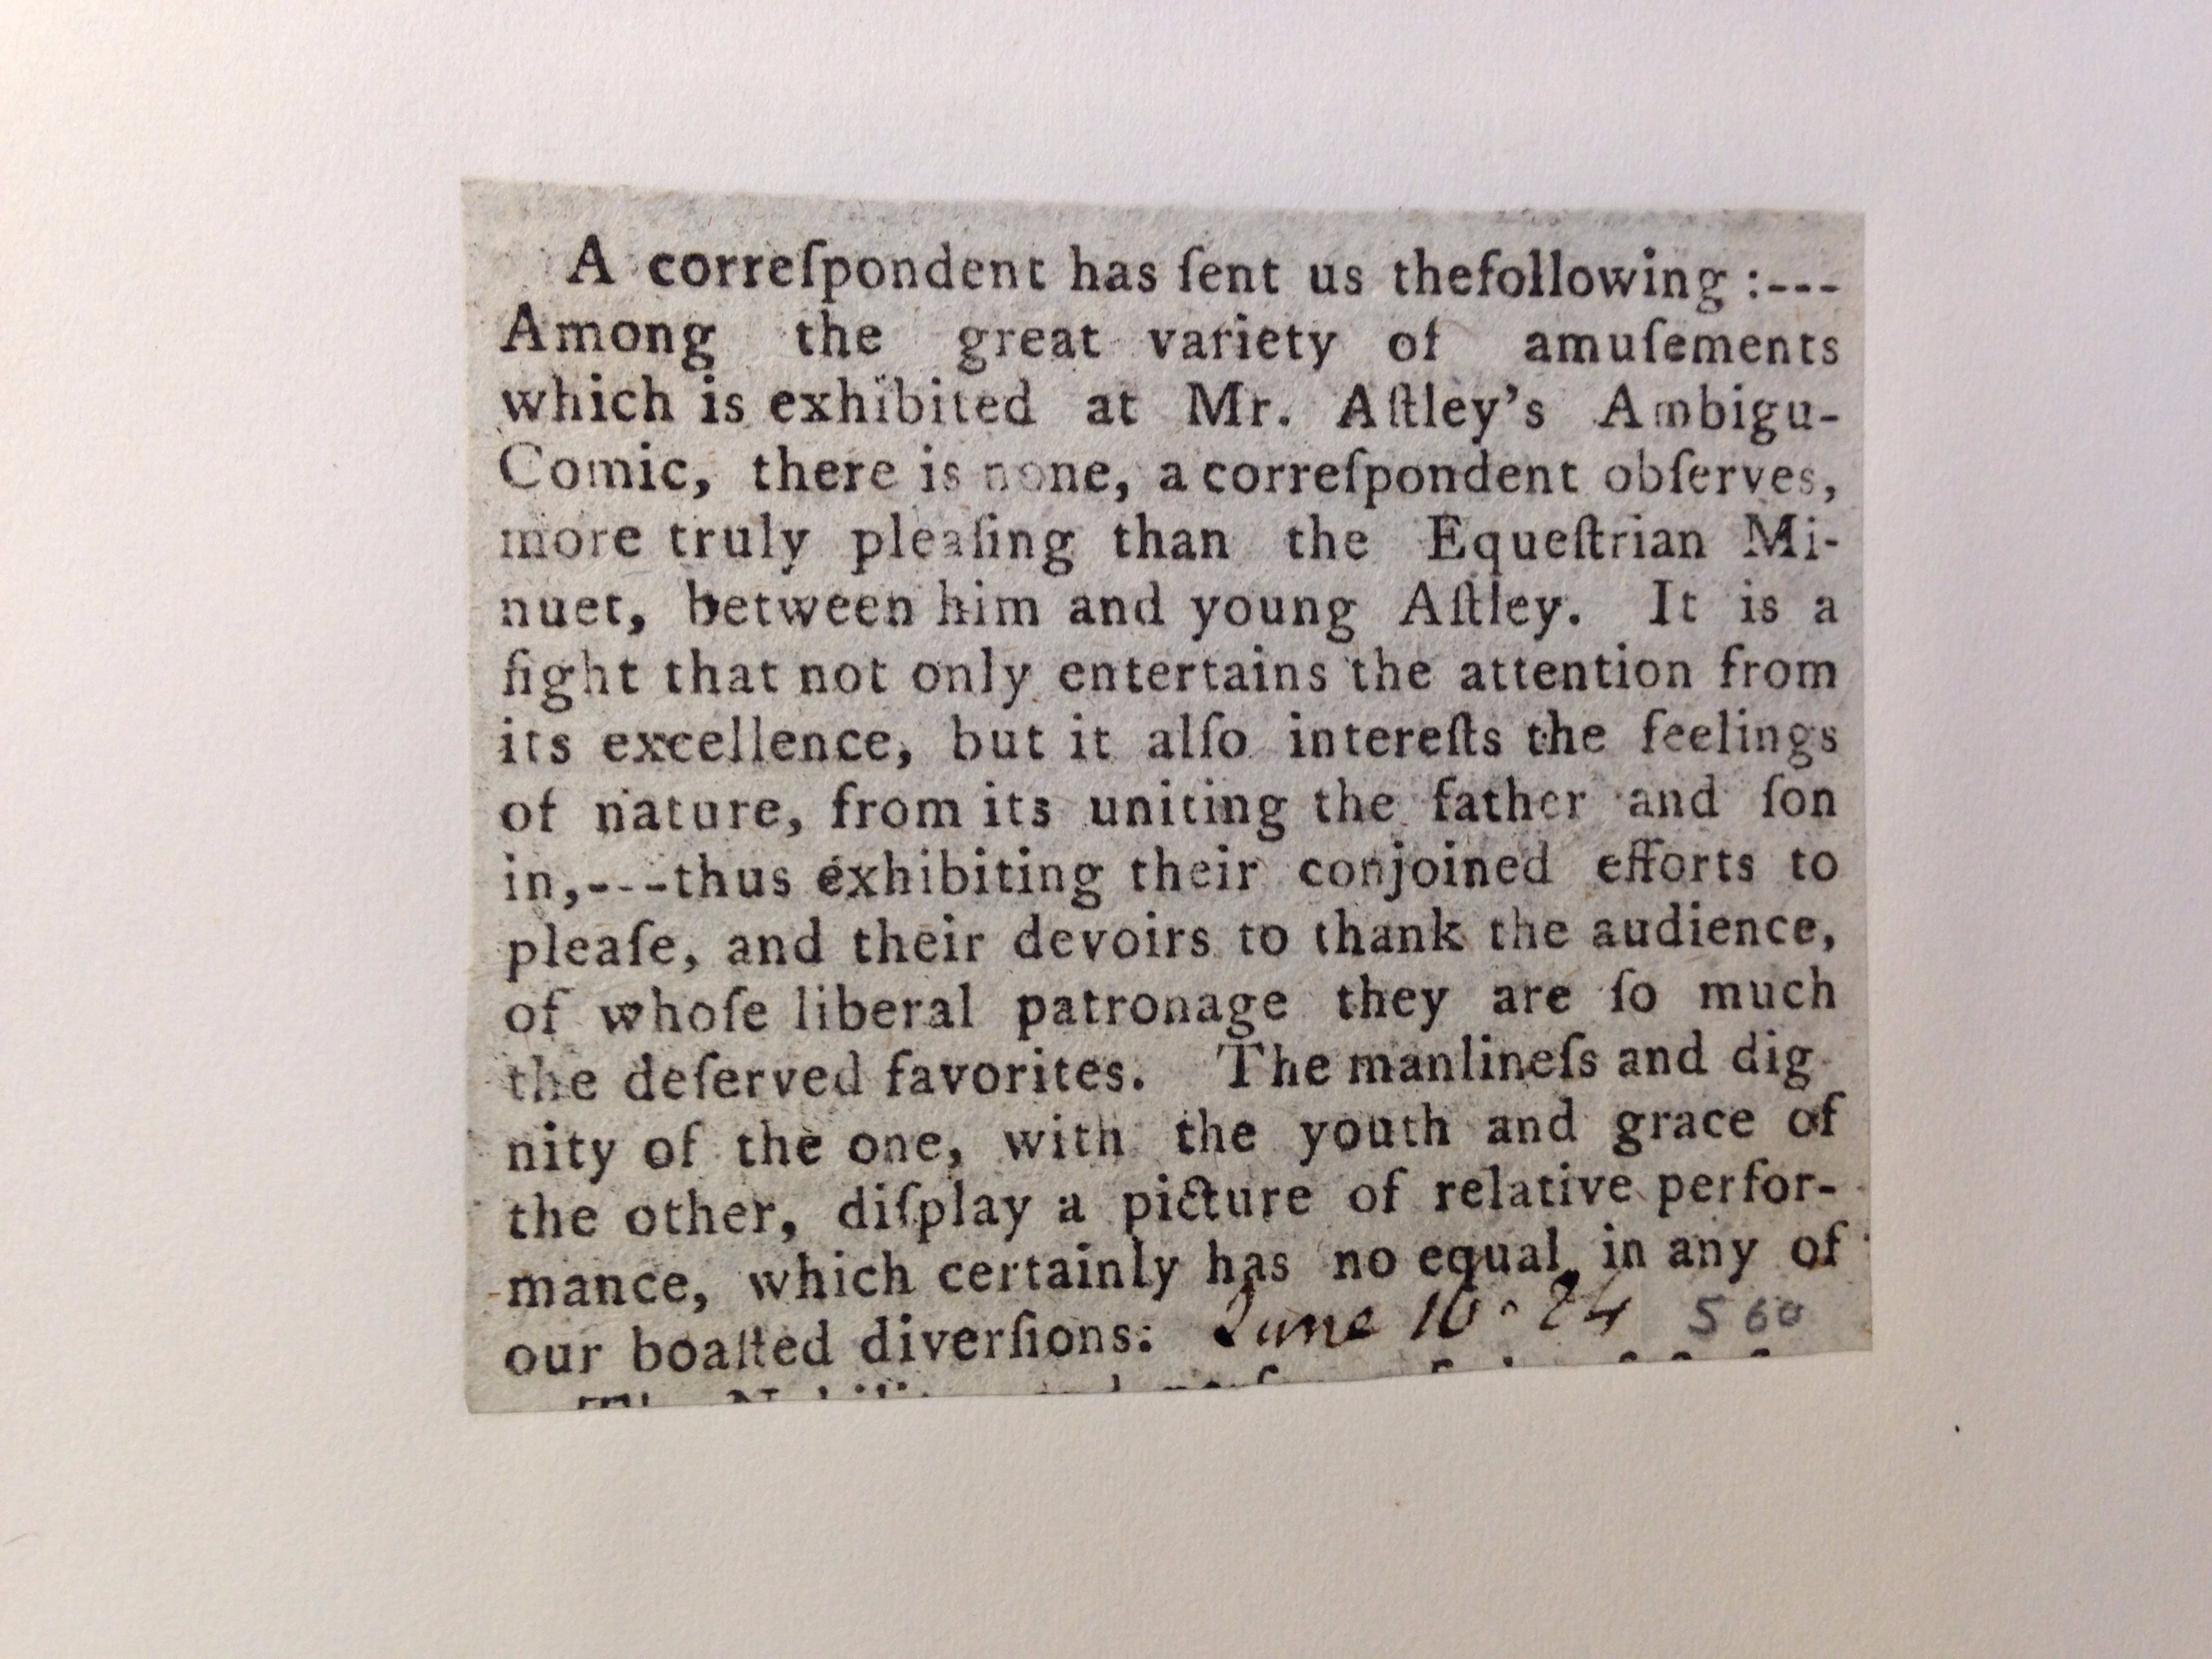 A correſpondent has ſent us thefollowing :---
Among the great variety of amuſements
which is exhibited at Mr. Aſtley's Ambigu-
Comic, there is none, a correſpondent obſerves,
more truly pleaſing than the Equeſtrian Mi-
nuet, between him and young Aſtley. It is a
ſight that not only entertains the attention from
its excellence, but it alſo intereſts the feelings
of nature, from its uniting the father and ſon
in,---thus exhibiting their conjoined efforts to
pleaſe, and their devoirs to thank the audience,
of whoſe liberal patronage they are ſo much
the deſerved favorites. The manlineſs and dig-
nity of the one, with the youth and grace of
the other, diſplay a picture of relative perfor-
mance, which certainly has no equal in any of
our boaſted diverſions. June 10 84 560